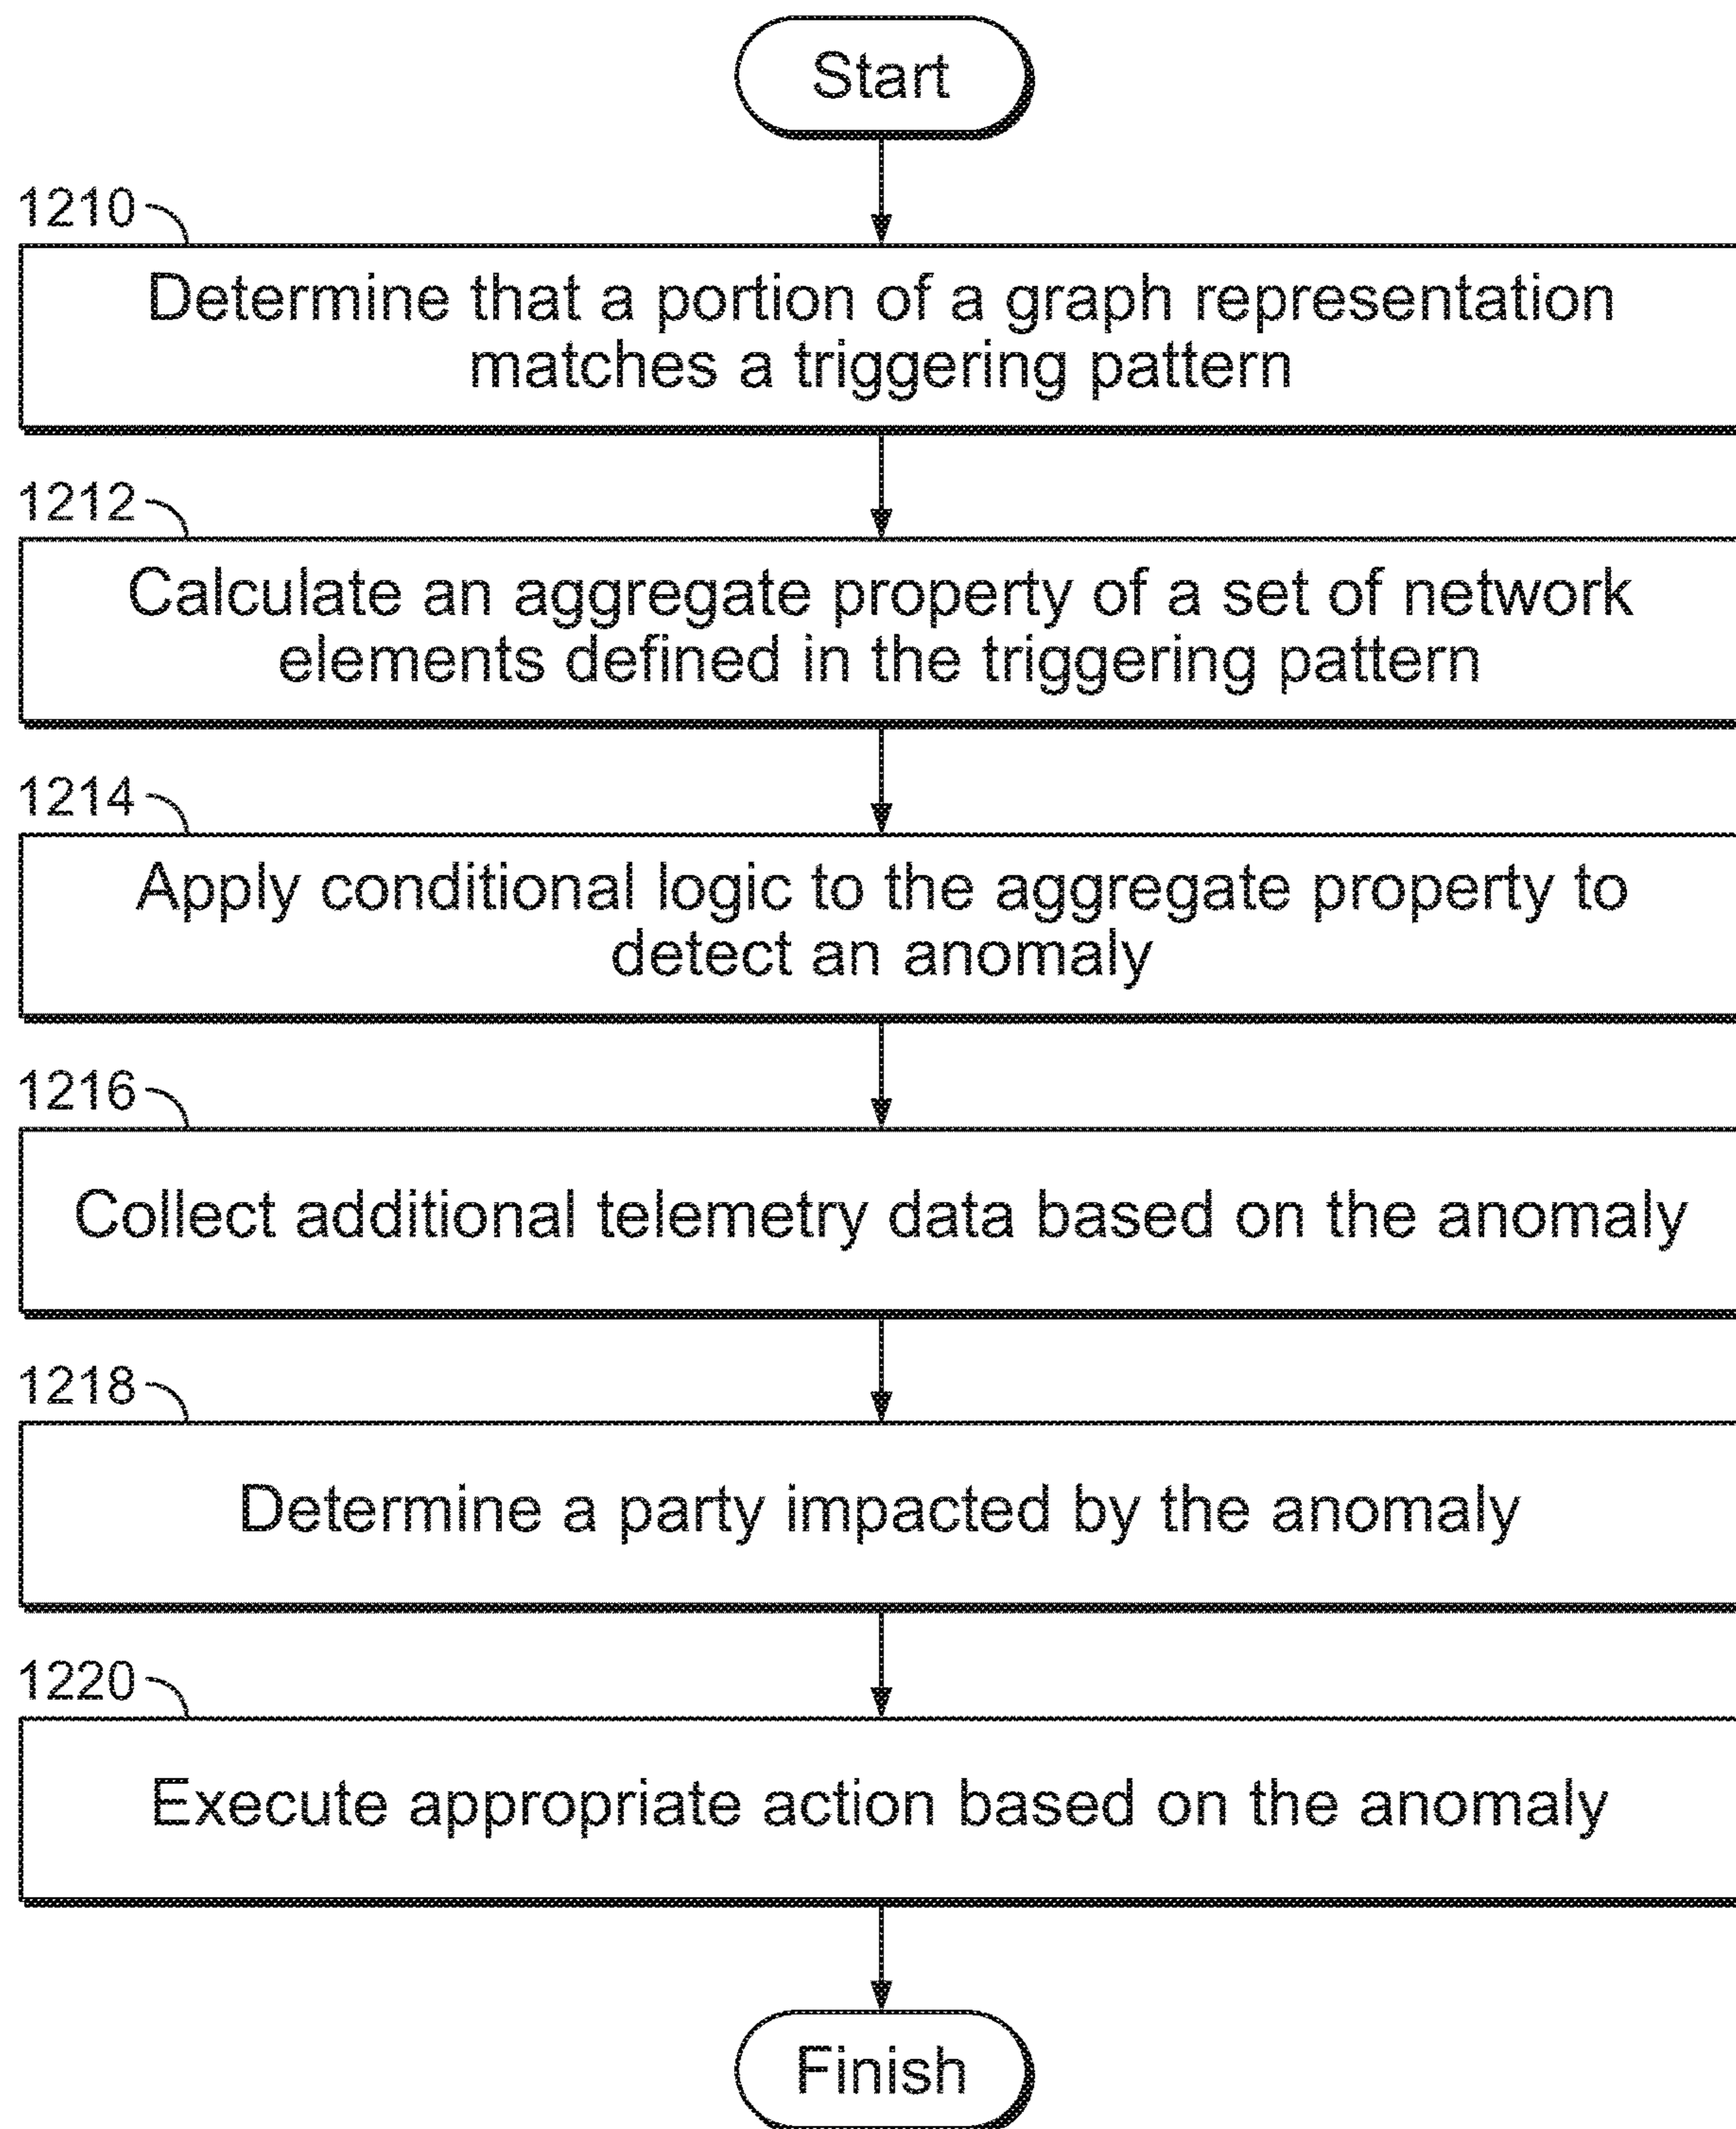 Start
1210
Determine that a portion of a graph representation
matches a triggering pattern
1212
Calculate an aggregate property of a set of network
elements defined in the triggering pattern
1214
Apply conditional logic to the aggregate property to
detect an anomaly
1216
Collect additional telemetry data based on the anomaly
1218
Determine a party impacted by the anomaly
1220
Execute appropriate action based on the anomaly
Finish